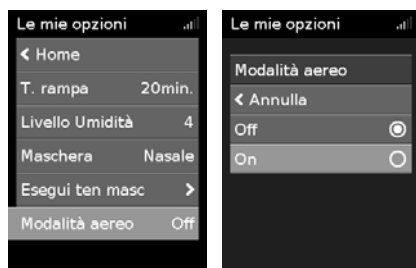 Le mie opzioni
< Home
T. rampa 20min.
Livello Umidità 4
Maschera Nasale
Esegui ten masc >
Modalità aereo Off
Le mie opzioni
Modalità aereo
< Annulla
Off
On